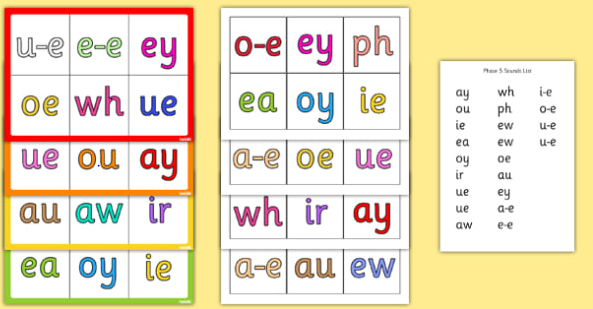 u-e e-e ey
oe wh ue
ue ou ay
au aw ir
ea oy ie
o-e ey ph
ea oy ie
a-e oe ue
wh ir ay
a-e au ew
Phase 5 Sounds List
ay wh i-e
ou ph o-e
ie ew u-e
ea ew u-e
oy oe
ir au
ue ey
ue a-e
aw e-e